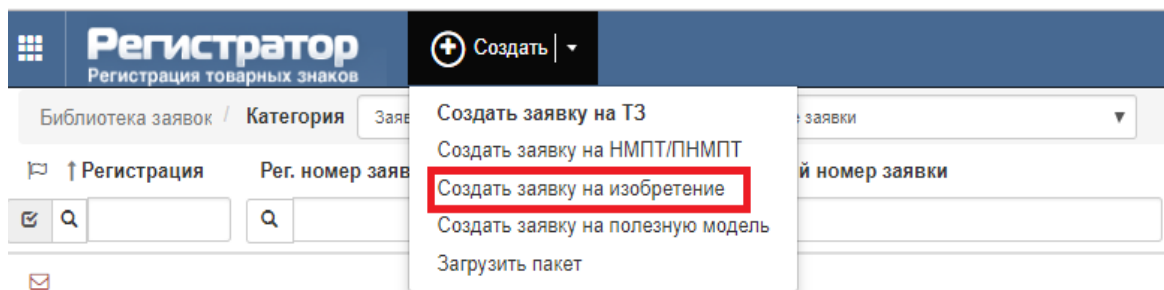 Регистратор
Регистрация товарных знаков
Создать
Библиотека заявок / Категория Заяв заявки
Создать заявку на ТЗ
Создать заявку на НМПТ/ПНМПТ
Создать заявку на изобретение
Создать заявку на полезную модель
Загрузить пакет
Регистрация Рег. номер заяв й номер заявки